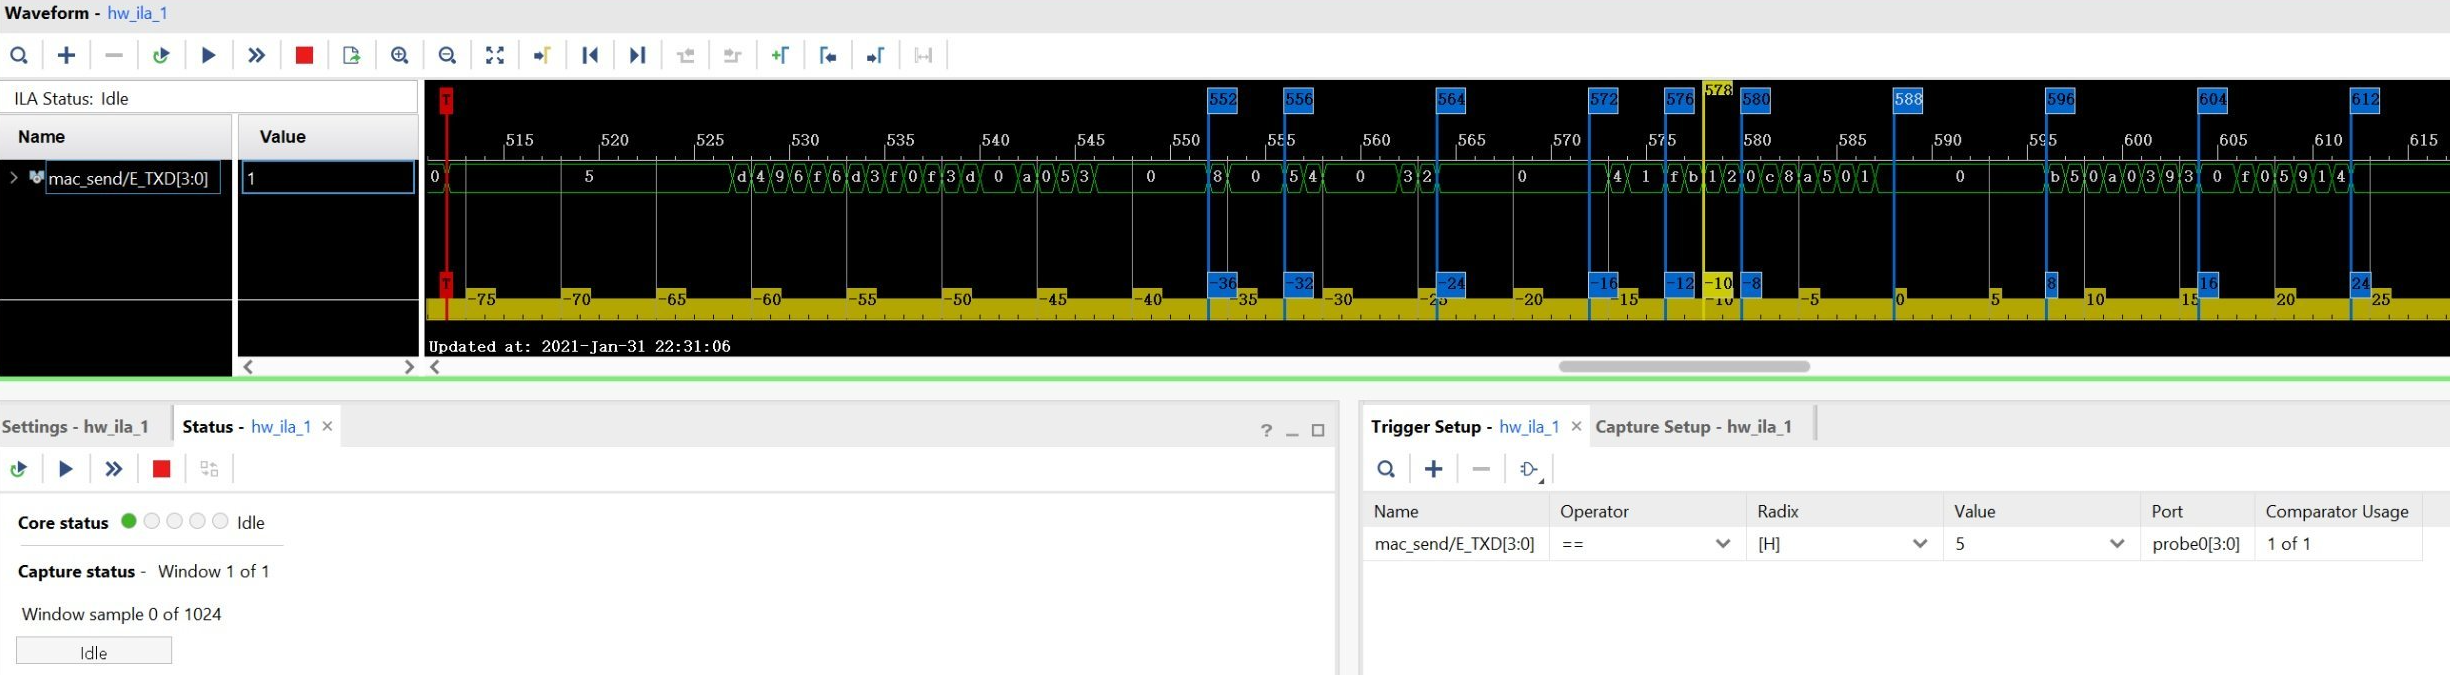 Waveform - hw_ila_1
ILA Status: Idle
Name
Value
mac_send/E_TXD[3:0]
1
T 552 556 564 572 576 578 580 588 596 604 612
515 520 525 530 535 540 545 550 555 560 565 570 575 580 585 590 595 600 605 610 615
0 5 d 4 9 6 f 6 d 3 f 0 f 3 d 0 a 0 5 3 0 8 0 5 4 0 3 2 0 4 1 f b 1 2 0 c 8 a 5 0 1 0 b 5 0 a 0 3 9 3 0 f 0 5 9 1 4
T -36 -32 -24 -16 -12 -10 -8 8 16 24
-75 -70 -65 -60 -55 -50 -45 -40 -35 -30 -25 -20 -15 -10 -5 0 5 10 15 20 25
Updated at: 2021-Jan-31 22:31:06
Settings - hw_ila_1
Status - hw_ila_1
Core status Idle
Capture status - Window 1 of 1
Window sample 0 of 1024
Idle
Trigger Setup - hw_ila_1
Capture Setup - hw_ila_1
Name Operator Radix Value Port Comparator Usage
mac_send/E_TXD[3:0] == [H] 5 probe0[3:0] 1 of 1